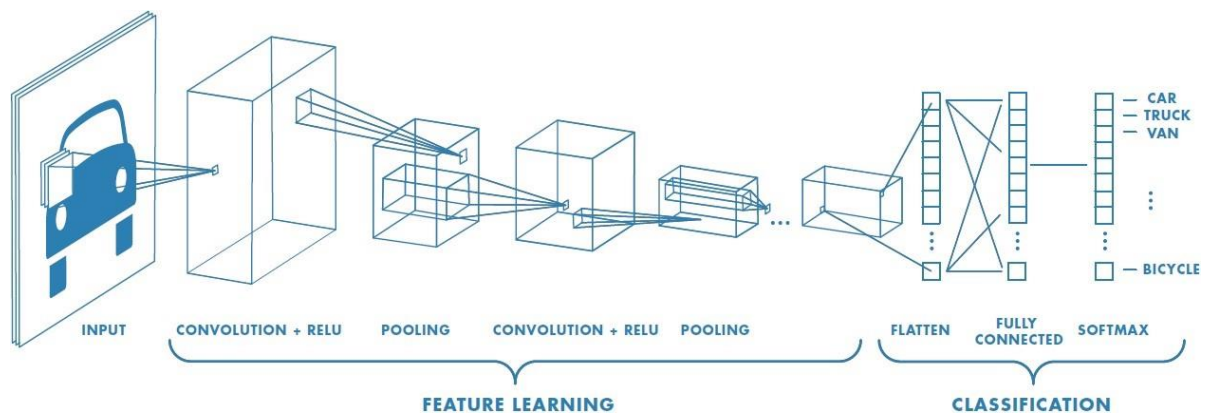 CAR
TRUCK
VAN
BICYCLE
INPUT
CONVOLUTION + RELU
POOLING
CONVOLUTION + RELU
POOLING
FLATTEN
FULLY
CONNECTED
SOFTMAX
FEATURE LEARNING
CLASSIFICATION